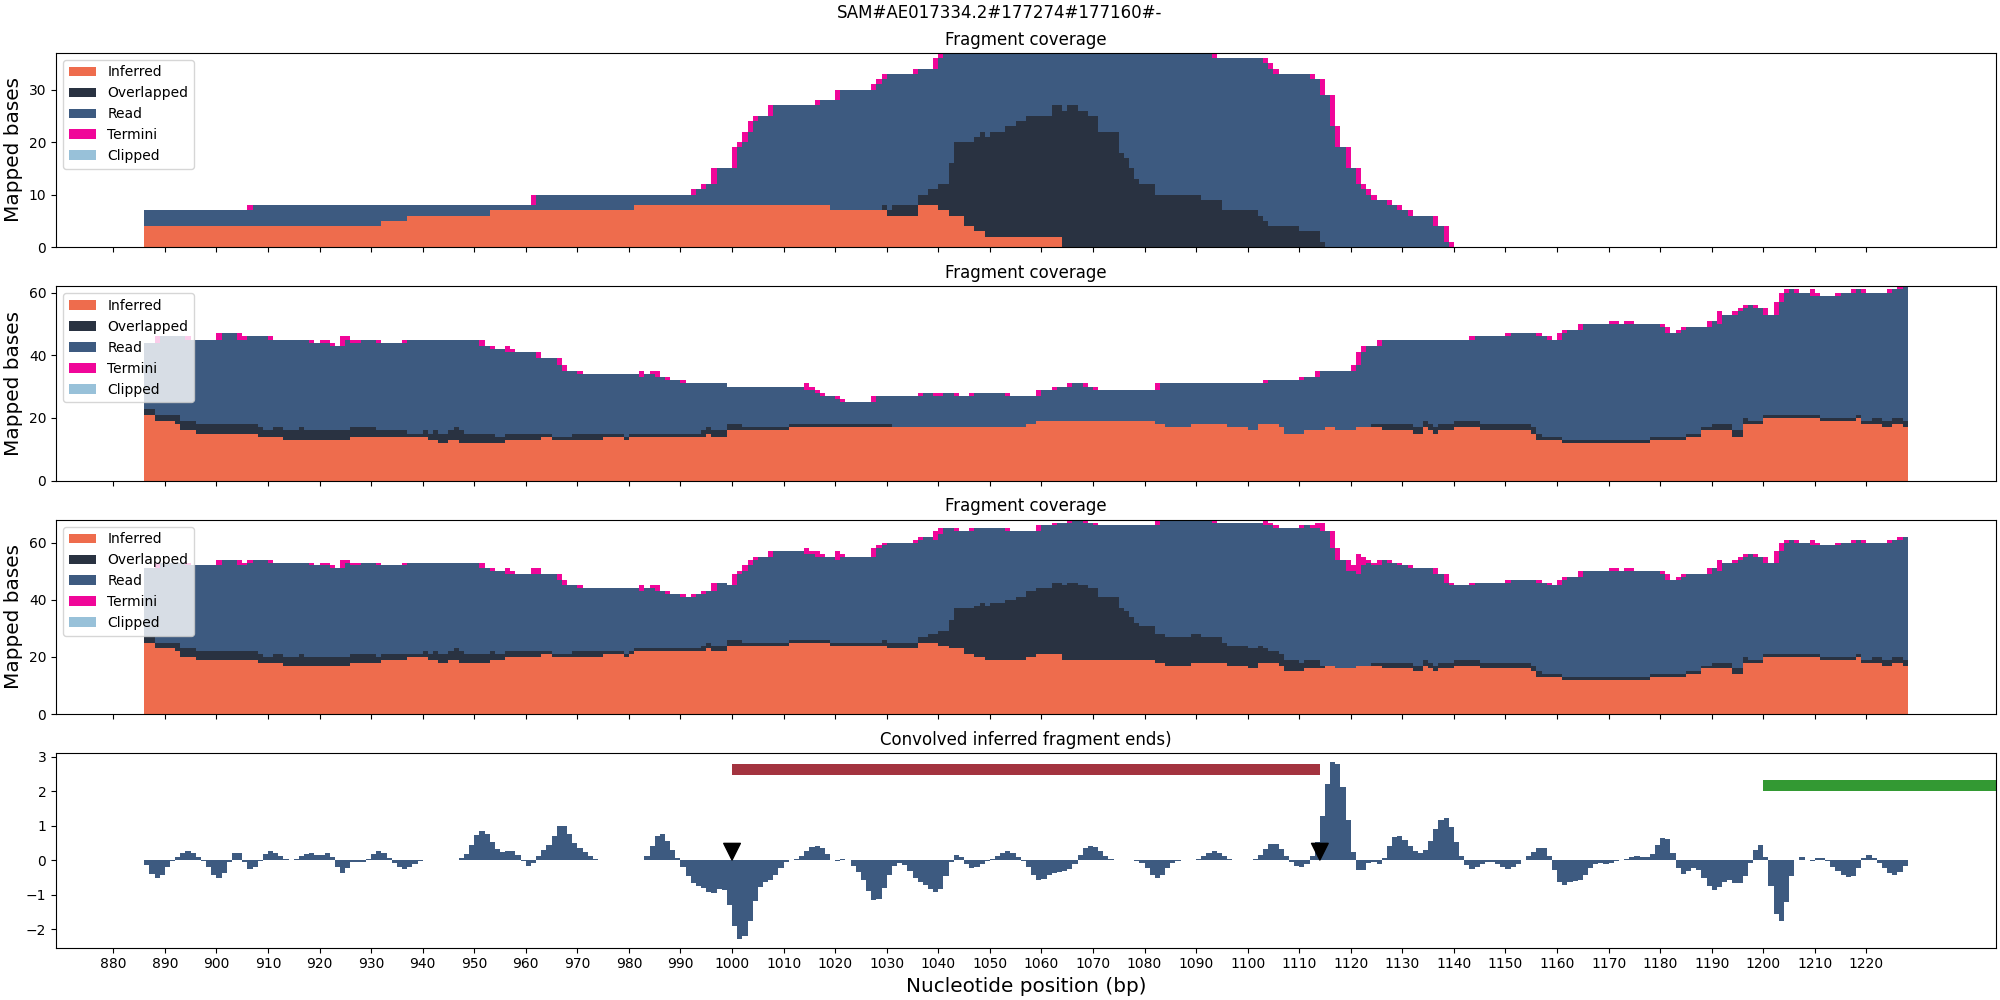 SAM#AE017334.2#177274#177160#-
Fragment coverage
Mapped bases
30
20
10
0
Inferred
Overlapped
Read
Termini
Clipped
Fragment coverage
Mapped bases
60
40
20
0
Inferred
Overlapped
Read
Termini
Clipped
Fragment coverage
Mapped bases
60
40
20
0
Inferred
Overlapped
Read
Termini
Clipped
Convolved inferred fragment ends)
3
2
1
0
−1
−2
880 890 900 910 920 930 940 950 960 970 980 990 1000 1010 1020 1030 1040 1050 1060 1070 1080 1090 1100 1110 1120 1130 1140 1150 1160 1170 1180 1190 1200 1210 1220
Nucleotide position (bp)